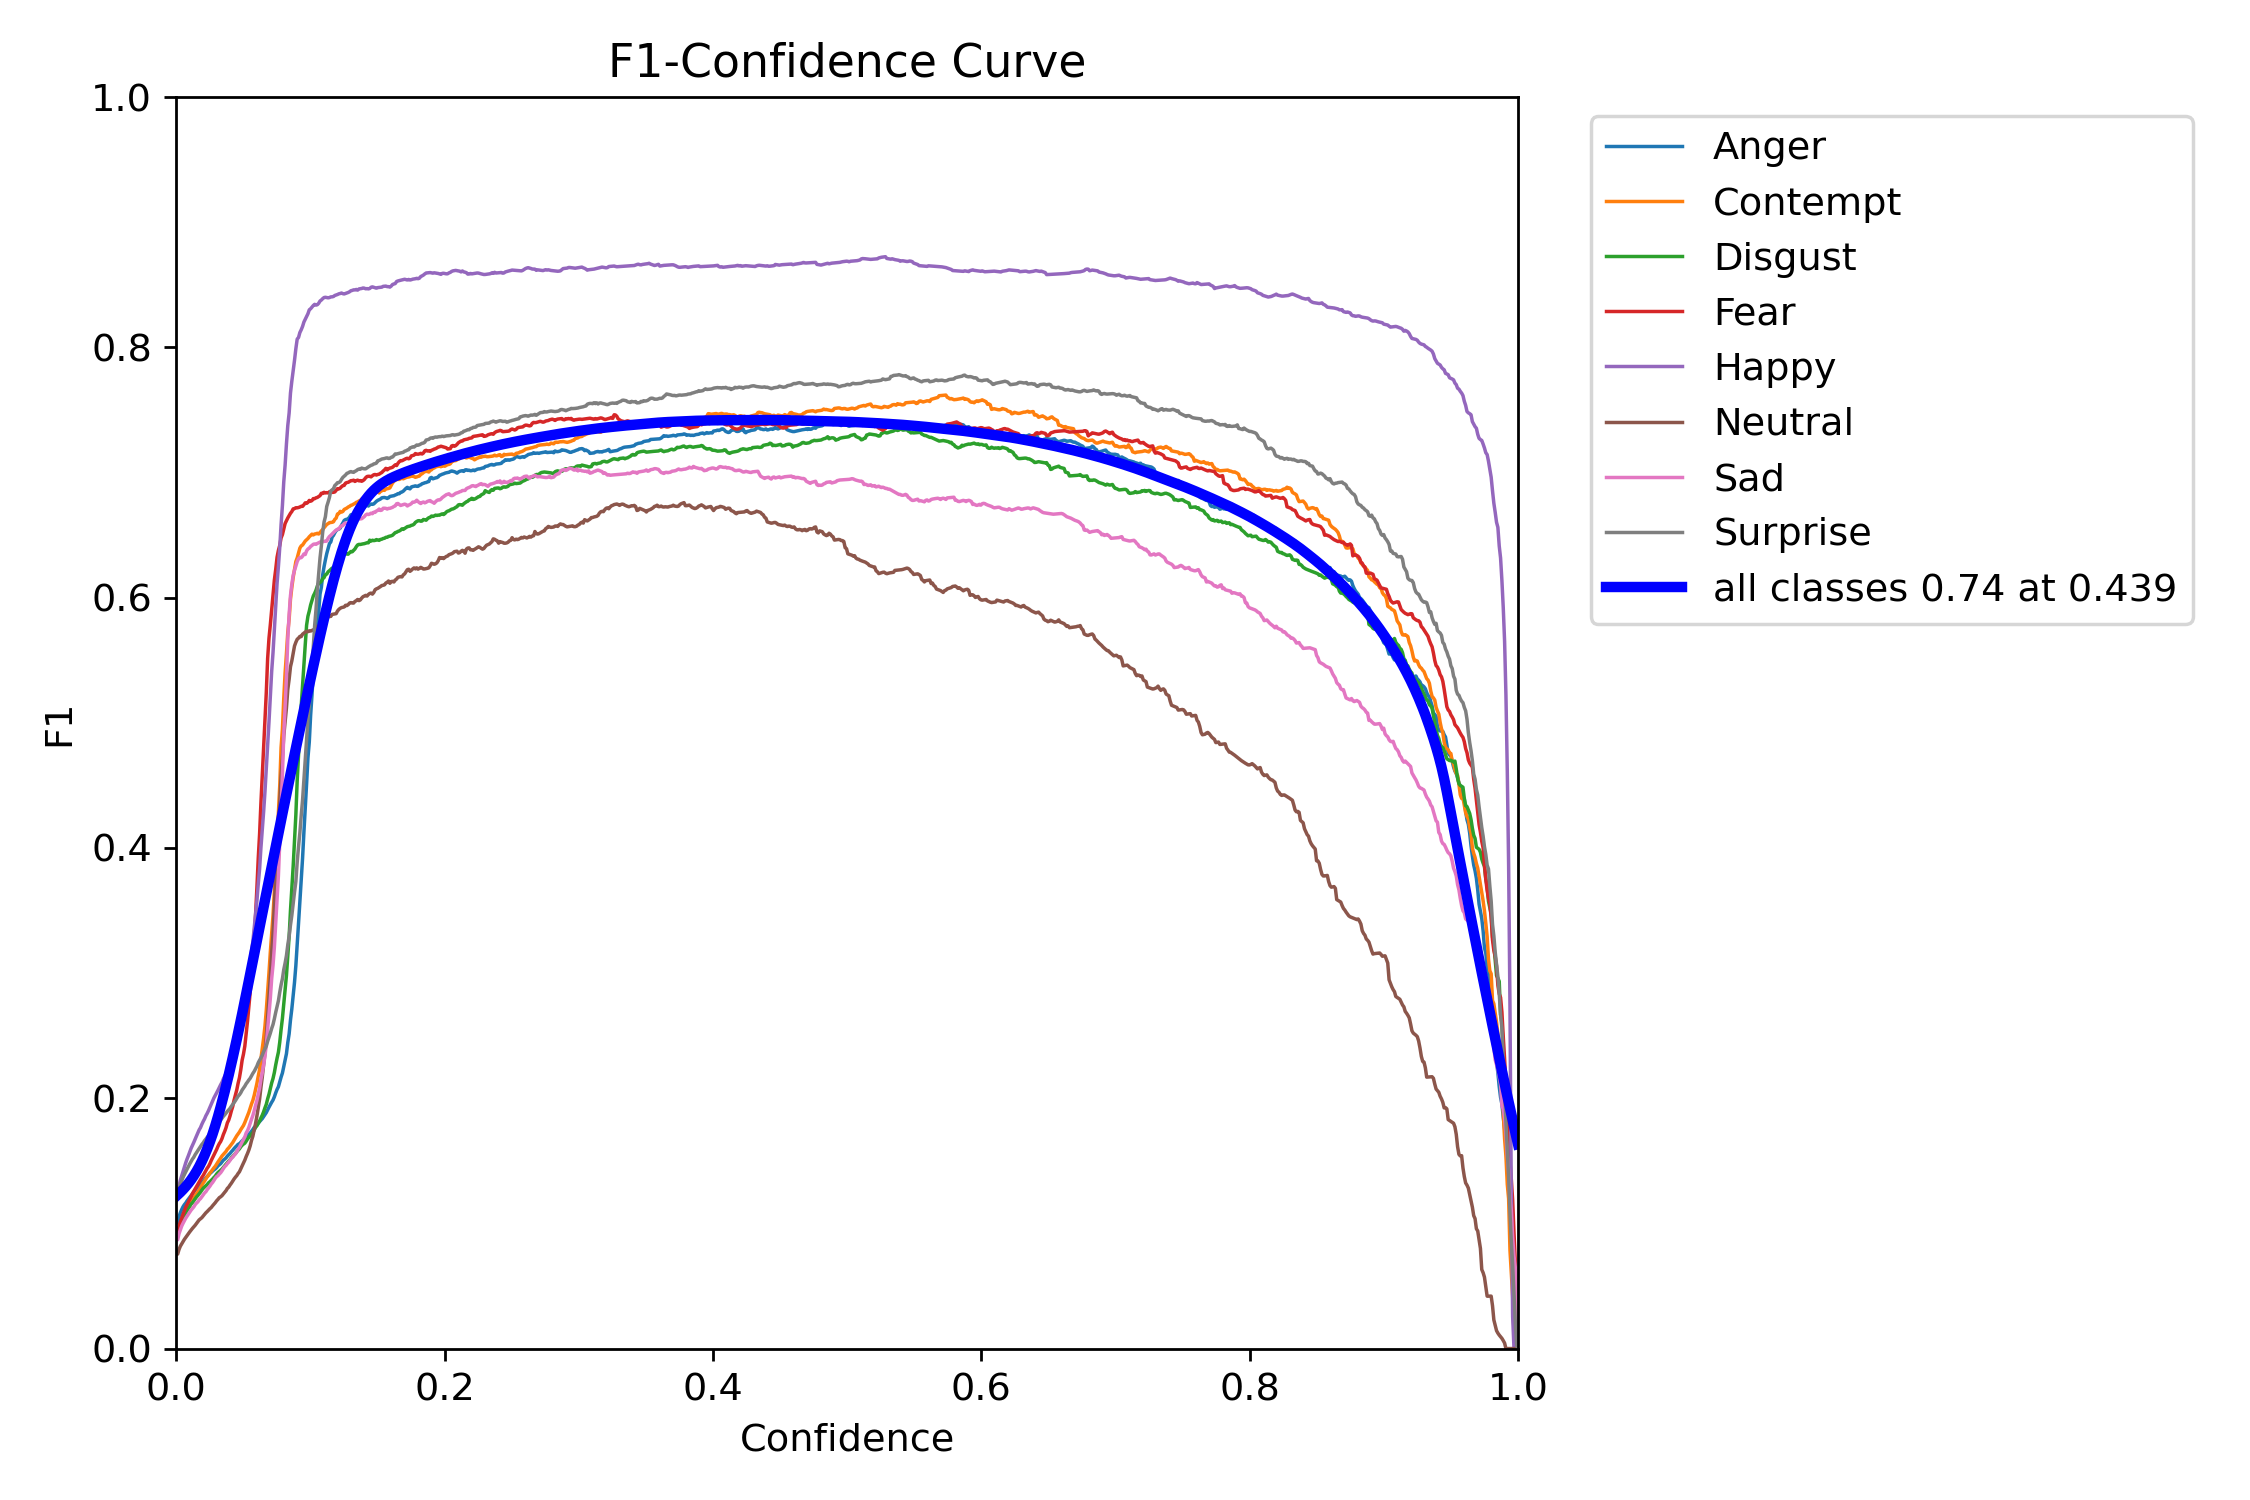 F1-Confidence Curve
1.0
0.8
0.6
0.4
0.2
0.0
F1
0.0 0.2 0.4 0.6 0.8 1.0
Confidence
Anger
Contempt
Disgust
Fear
Happy
Neutral
Sad
Surprise
all classes 0.74 at 0.439